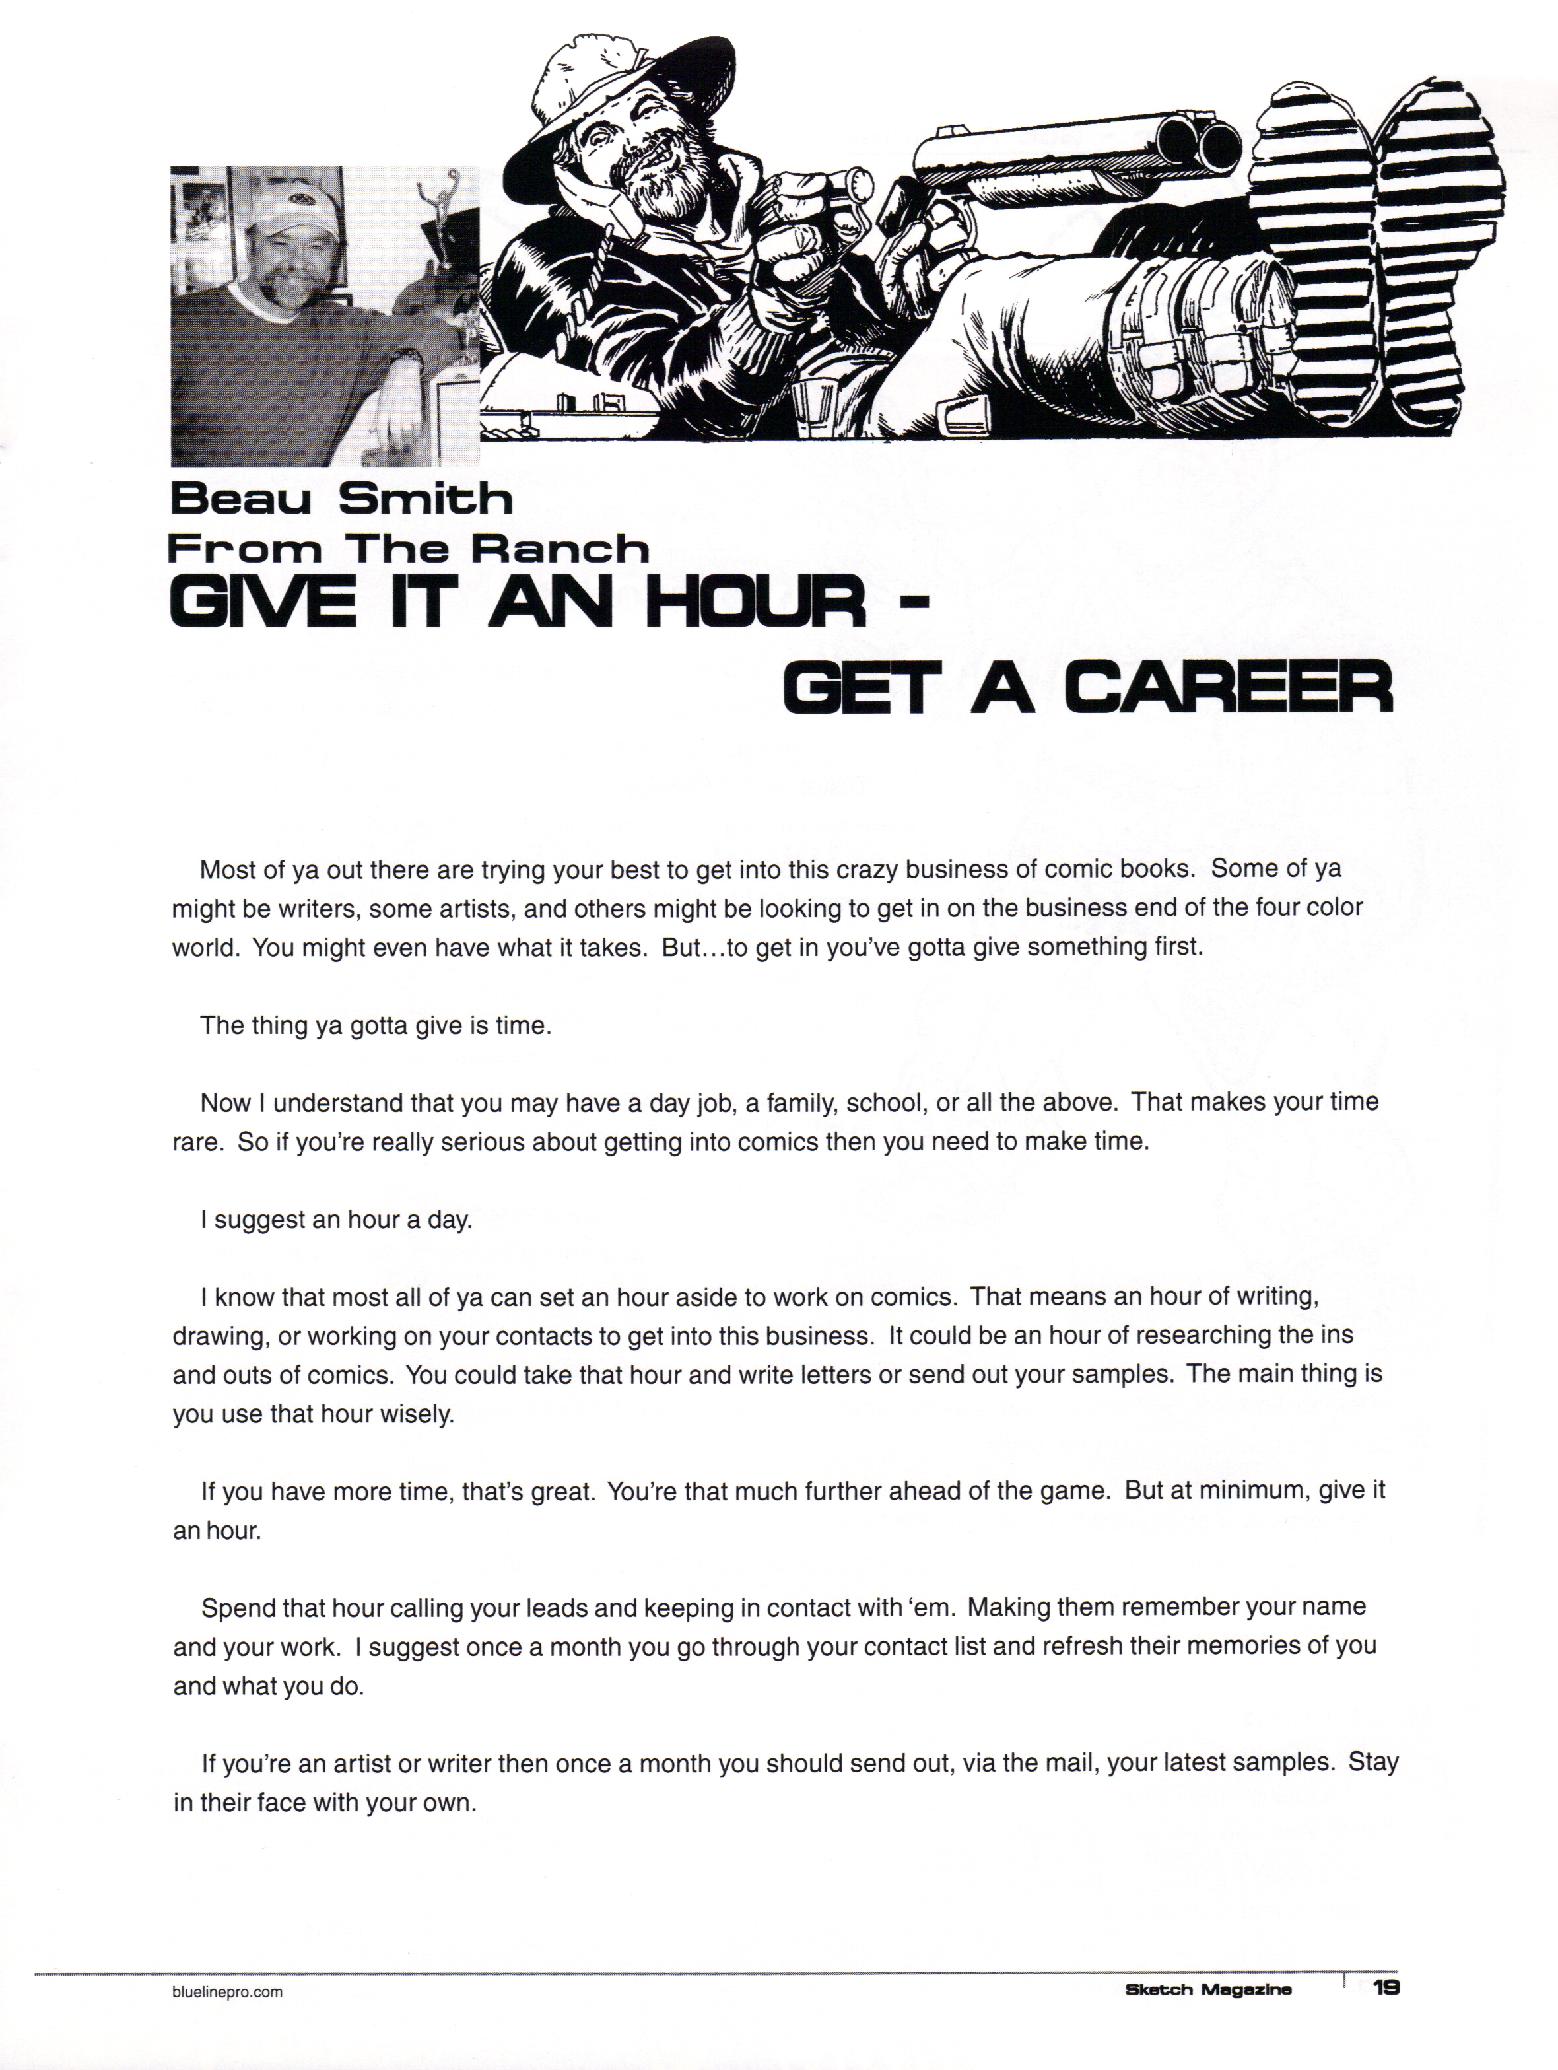 Beau Smith
From The Ranch
GIVE IT AN HOUR -
GET A CAREER
Most of ya out there are trying your best to get into this crazy business of comic books. Some of ya
might be writers, some artists, and others might be looking to get in on the business end of the four color
world. You might even have what it takes. But...to get in you've gotta give something first.
The thing ya gotta give is time.
Now I understand that you may have a day job, a family, school, or all the above. That makes your time
rare. So if you're really serious about getting into comics then you need to make time.
I suggest an hour a day.
I know that most all of ya can set an hour aside to work on comics. That means an hour of writing,
drawing, or working on your contacts to get into this business. It could be an hour of researching the ins
and outs of comics. You could take that hour and write letters or send out your samples. The main thing is
you use that hour wisely.
If you have more time, that's great. You're that much further ahead of the game. But at minimum, give it
an hour.
Spend that hour calling your leads and keeping in contact with 'em. Making them remember your name
and your work. I suggest once a month you go through your contact list and refresh their memories of you
and what you do.
If you're an artist or writer then once a month you should send out, via the mail, your latest samples. Stay
in their face with your own.
bluelinepro.com
Sketch Magazine 19